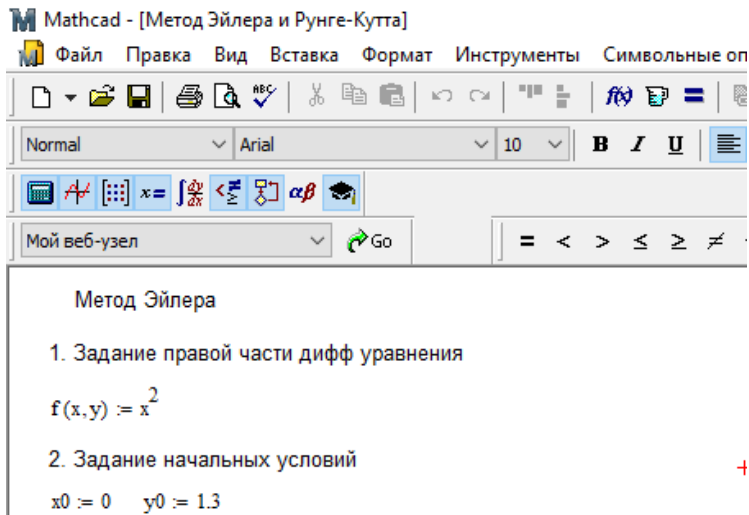 Mathcad - [Метод Эйлера и Рунге-Кутта]
Файл Правка Вид Вставка Формат Инструменты Символьные оп
Normal Arial 10 B I U
Мой веб-узел Go = < > ≤ ≥ ≠
Метод Эйлера
1. Задание правой части дифф уравнения
f(x,y) := x²
2. Задание начальных условий
x0 := 0 y0 := 1.3